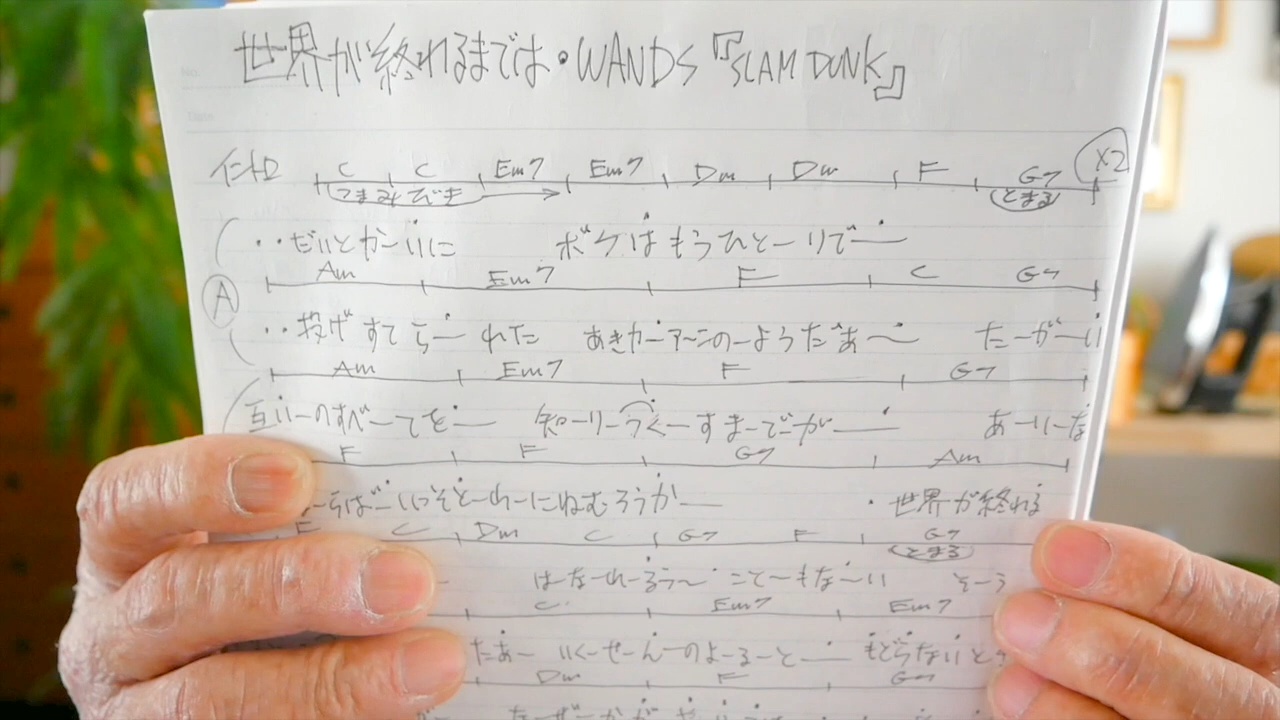 世界が終わるまでは・WANDS『SLAM DUNK』
イントロ C C Em7 Em7 Dm Dm F G7 ×2
つまみびき とまる
‥だいとかーいに ボクはもうひとーりでー
Am Em7 F C G7
A
‥投げすてらーれた あきカーアーンのーようだあ〜 たーがーい
Am Em7 F G7
互いーのすべーてをー 知ーりーつくーすまーでーがー あーいーな
F F G7 Am
らばーいっそとーわーにねむろうかー ・世界が終わる
F C Dm C G7 F G7
とまる
はーなーれーろう〜 ことーもなーい そーう
C Em7 Em7
たあー いくーせーんーのよーるーとー もどらないと
Dm F G7